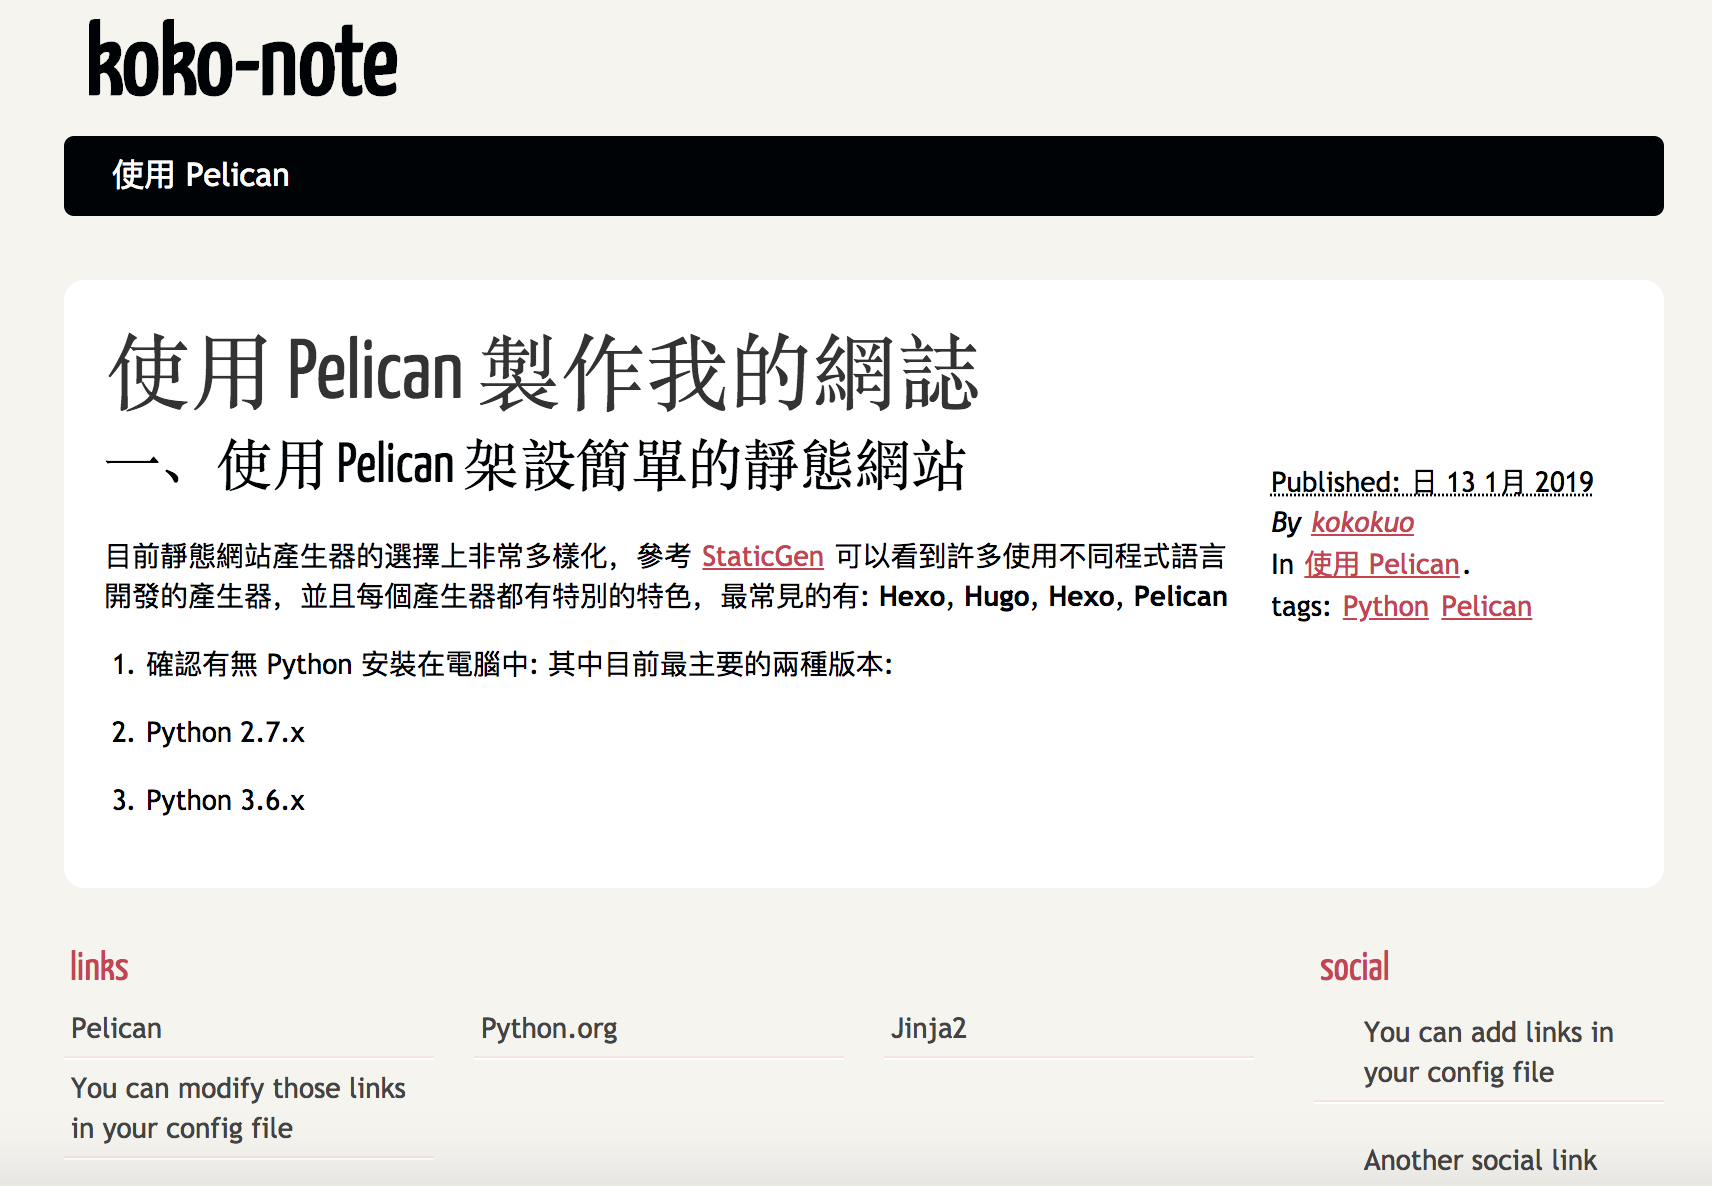 koko-note
使用 Pelican
使用 Pelican 製作我的網誌
一、使用 Pelican 架設簡單的靜態網站
目前靜態網站產生器的選擇上非常多樣化，參考 StaticGen 可以看到許多使用不同程式語言
開發的產生器，並且每個產生器都有特別的特色，最常見的有: Hexo, Hugo, Hexo, Pelican
1. 確認有無 Python 安裝在電腦中: 其中目前最主要的兩種版本:
2. Python 2.7.x
3. Python 3.6.x
Published: 日 13 1月 2019
By kokokuo
In 使用 Pelican.
tags: Python Pelican
links
Pelican
Python.org
Jinja2
You can modify those links
in your config file
social
You can add links in
your config file
Another social link